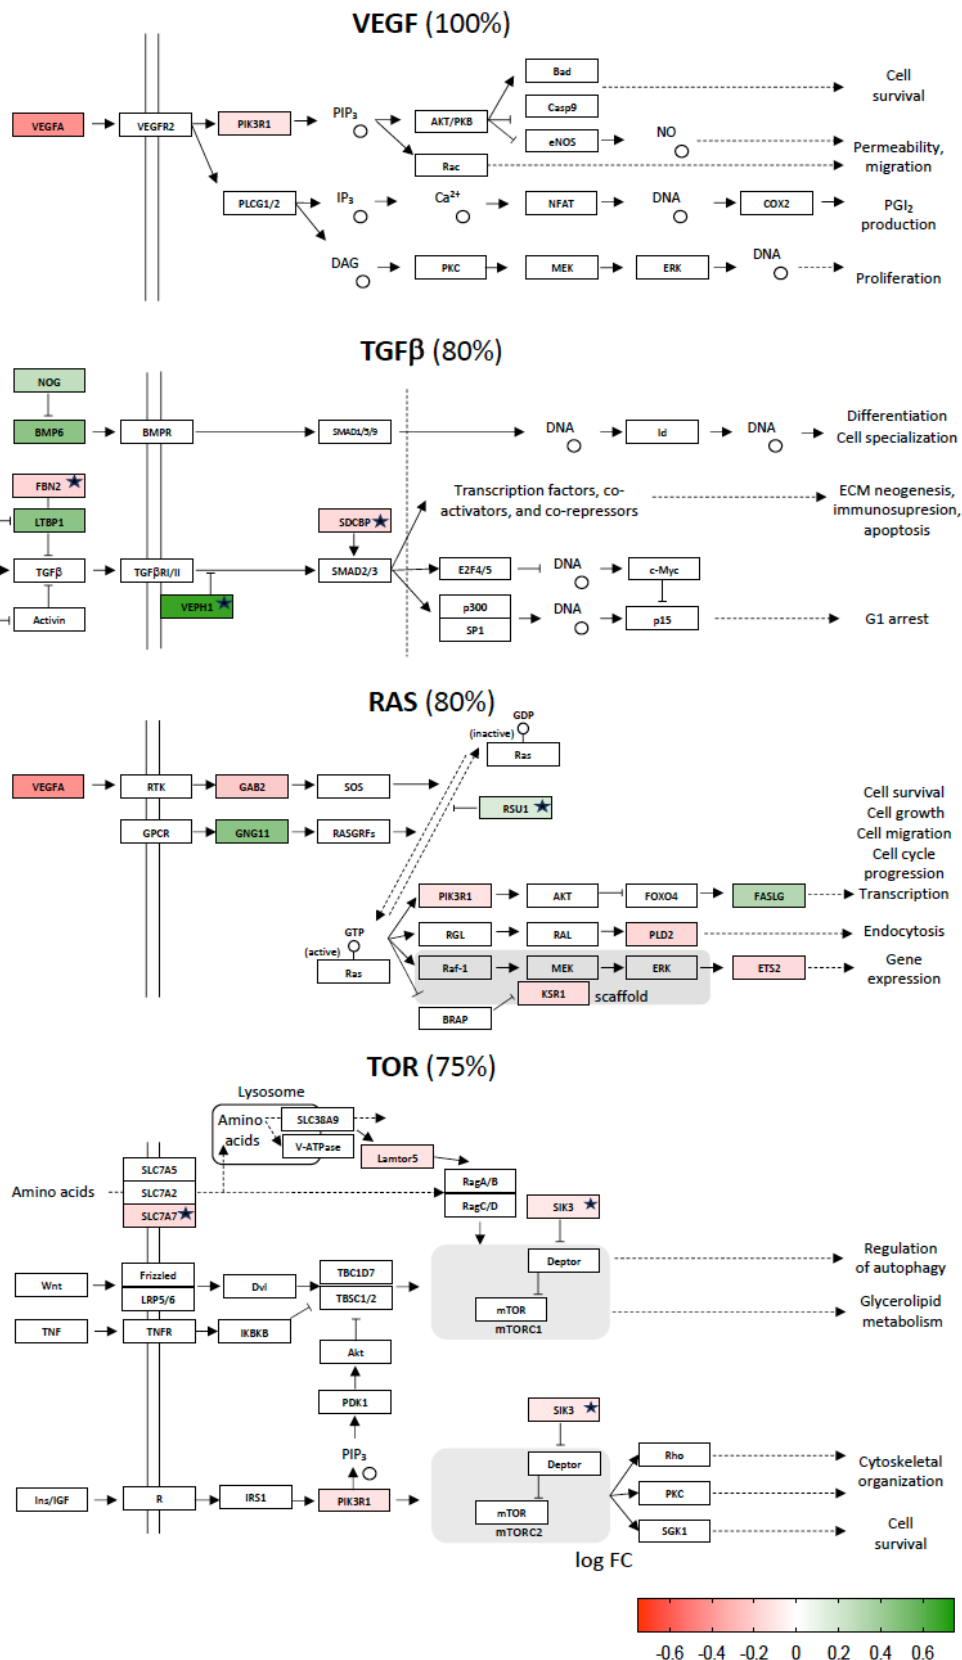 VEGF (100%)
Bad
Cell
survival
Casp9
VEGFA
VEGFR2
PIK3R1
PIP3
AKT/PKB
eNOS
NO
Permeability,
migration
Rac
PLCG1/2
IP3
Ca2+
NFAT
DNA
COX2
PGI2
production
DAG
PKC
MEK
ERK
DNA
Proliferation
TGFβ (80%)
NOG
BMP6
BMPR
SMAD1/5/9
DNA
Id
DNA
Differentiation
Cell specialization
FBN2
LTBP1
SDCBP
Transcription factors, co-
activators, and co-repressors
ECM neogenesis,
immunosupresion,
apoptosis
TGFβ
TGFβRI/II
SMAD2/3
E2F4/5
DNA
c-Myc
VEPH1
Activin
p300
SP1
DNA
p15
G1 arrest
RAS (80%)
GDP
(inactive)
Ras
VEGFA
RTK
GAB2
SOS
RSU1
GPCR
GNG11
RASGRFs
Cell survival
Cell growth
Cell migration
Cell cycle
progression
Transcription
PIK3R1
AKT
FOXO4
FASLG
GTP
(active)
Ras
RGL
RAL
PLD2
Endocytosis
Raf-1
MEK
ERK
ETS2
Gene
expression
KSR1
scaffold
BRAP
TOR (75%)
Lysosome
Amino
acids
SLC38A9
V-ATPase
Lamtor5
SLC7A5
Amino acids
SLC7A2
SLC7A7
RagA/B
RagC/D
SIK3
Deptor
Regulation
of autophagy
Wnt
Frizzled
LRP5/6
Dvl
TBC1D7
TBSC1/2
mTOR
mTORC1
Glycerolipid
metabolism
TNF
TNFR
IKBKB
Akt
PDK1
SIK3
PIP3
Deptor
Rho
Cytoskeletal
organization
Ins/IGF
R
IRS1
PIK3R1
mTOR
mTORC2
PKC
SGK1
Cell
survival
log FC
-0.6 -0.4 -0.2 0 0.2 0.4 0.6